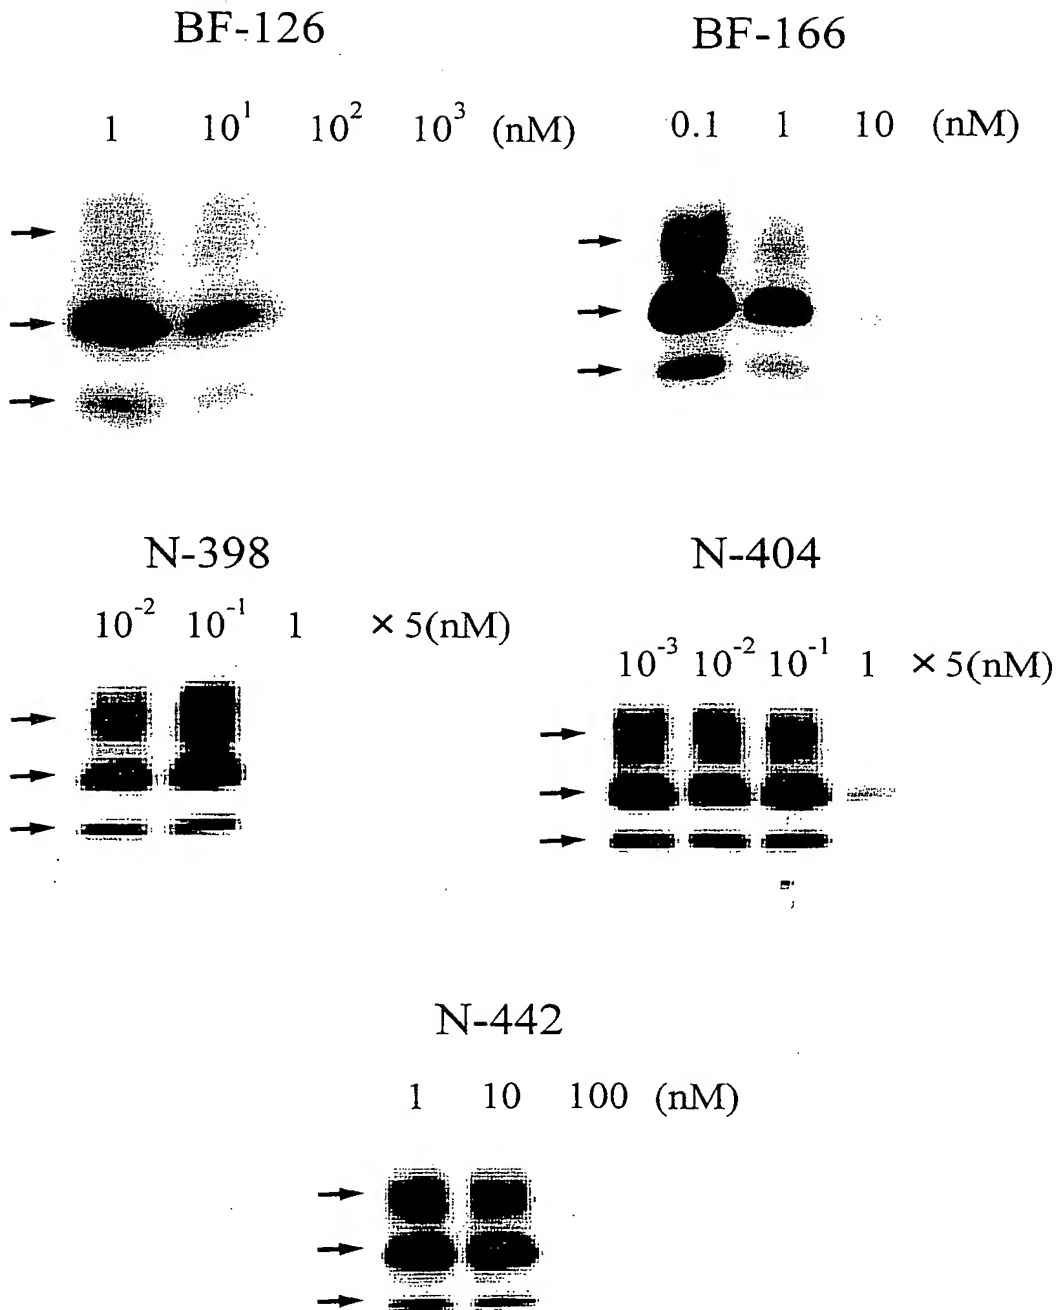 BF-126
BF-166
1 10¹ 10² 10³ (nM)
0.1 1 10 (nM)
N-398
N-404
10⁻² 10⁻¹ 1 ×5(nM)
10⁻³ 10⁻² 10⁻¹ 1 ×5(nM)
N-442
1 10 100 (nM)